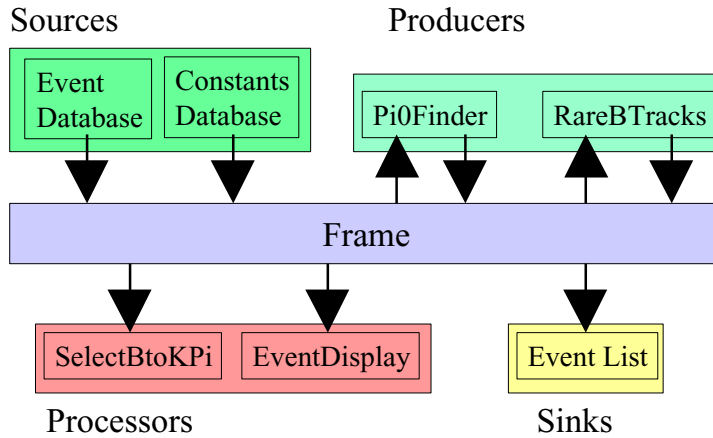 Sources
Producers
Event
Database
Constants
Database
Pi0Finder
RareBTracks
Frame
SelectBtoKPi
EventDisplay
Event List
Processors
Sinks